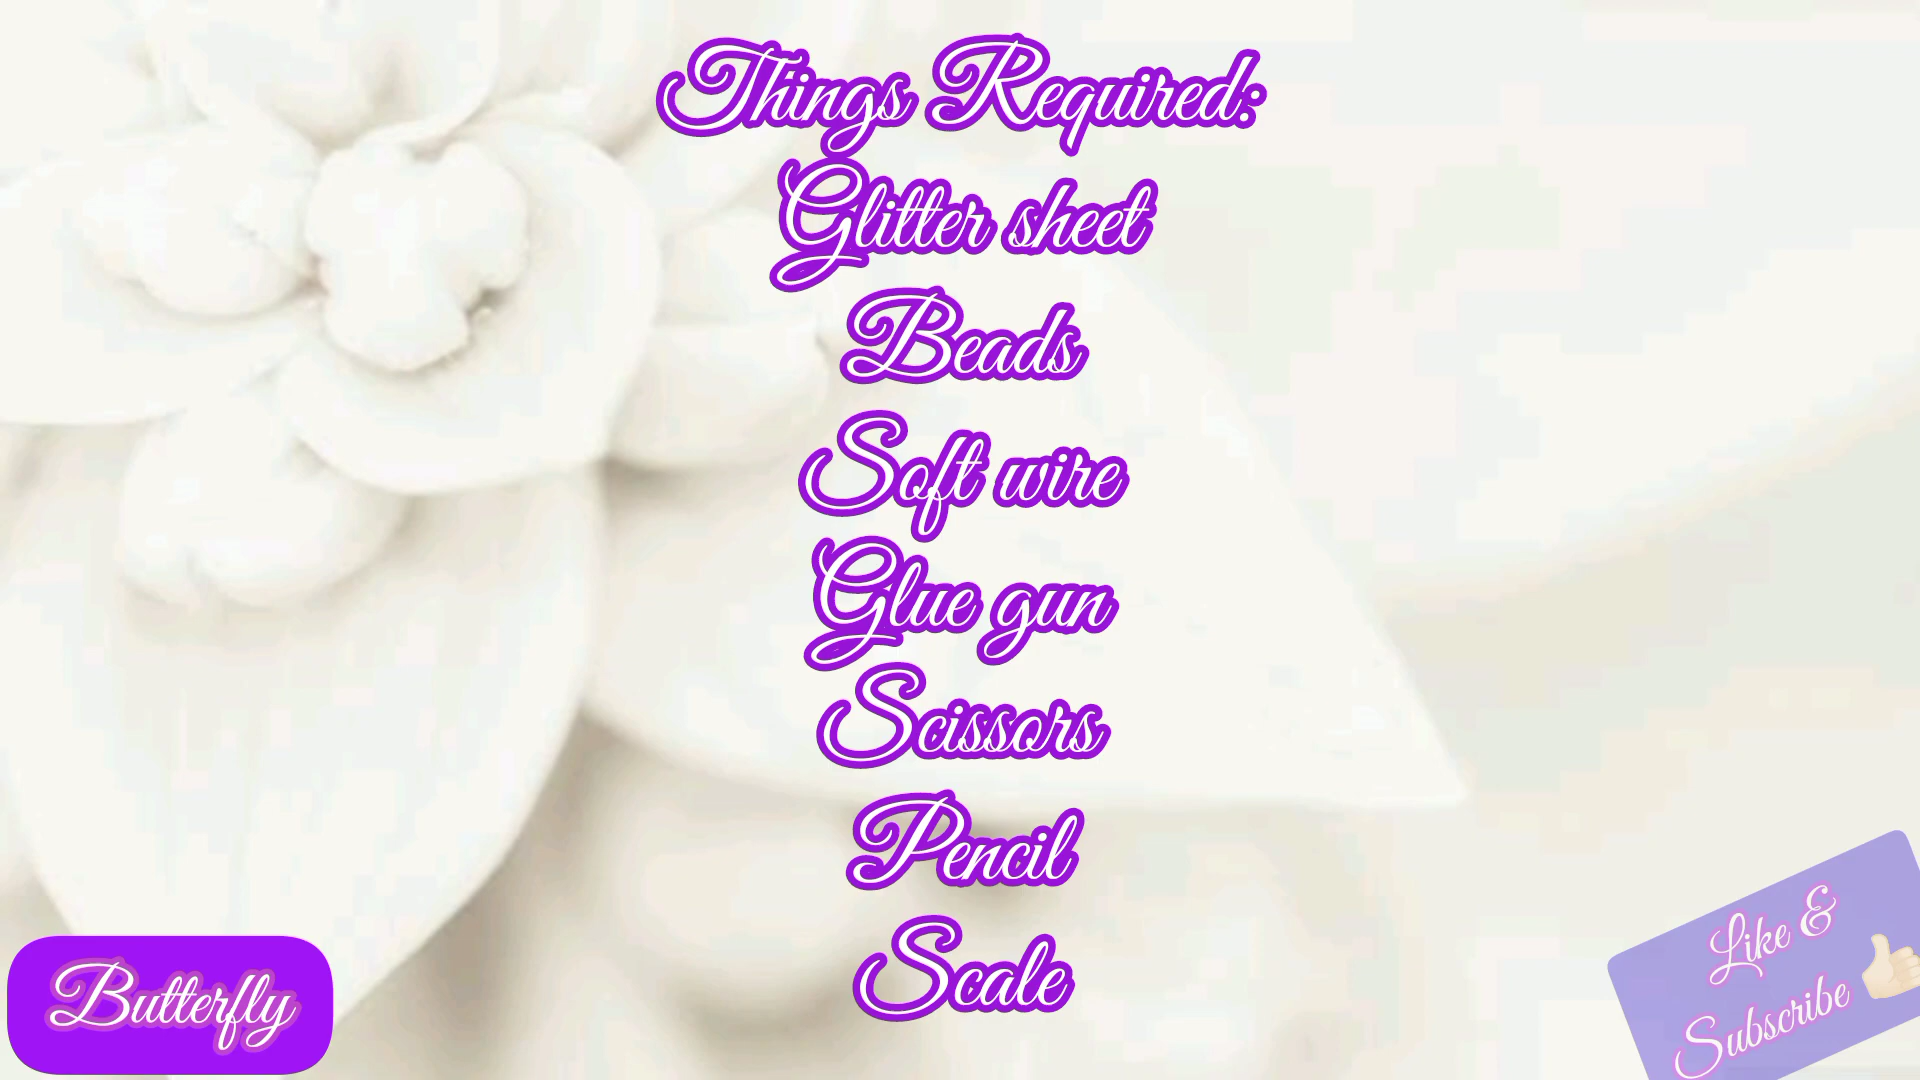 Things Required:
Glitter sheet
Beads
Soft wire
Glue gun
Scissors
Pencil
Scale
Butterfly
Like &
Subscribe